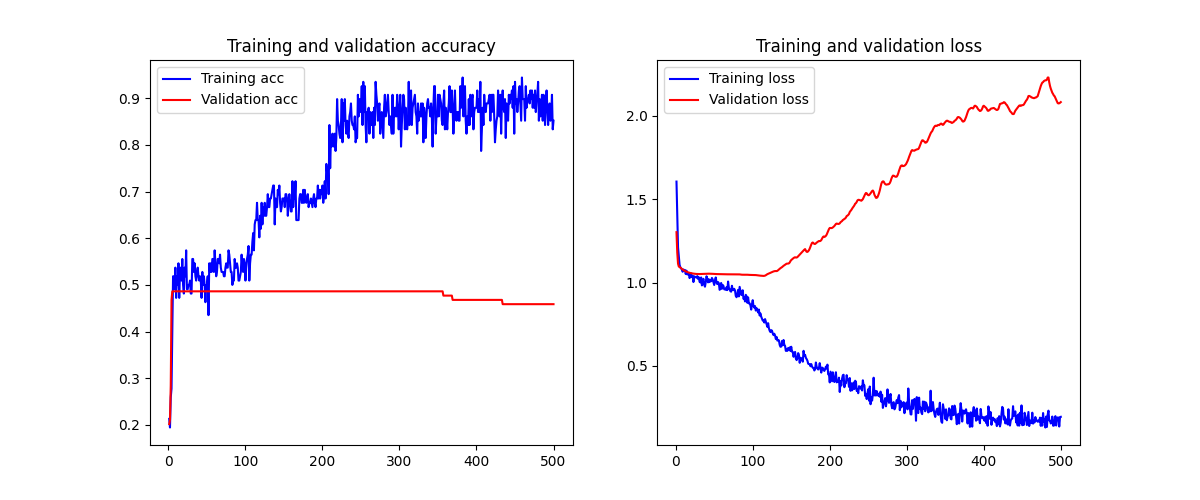 Training and validation accuracy
Training acc
Validation acc
0.9
0.8
0.7
0.6
0.5
0.4
0.3
0.2
0 100 200 300 400 500
Training and validation loss
Training loss
Validation loss
2.0
1.5
1.0
0.5
0 100 200 300 400 500